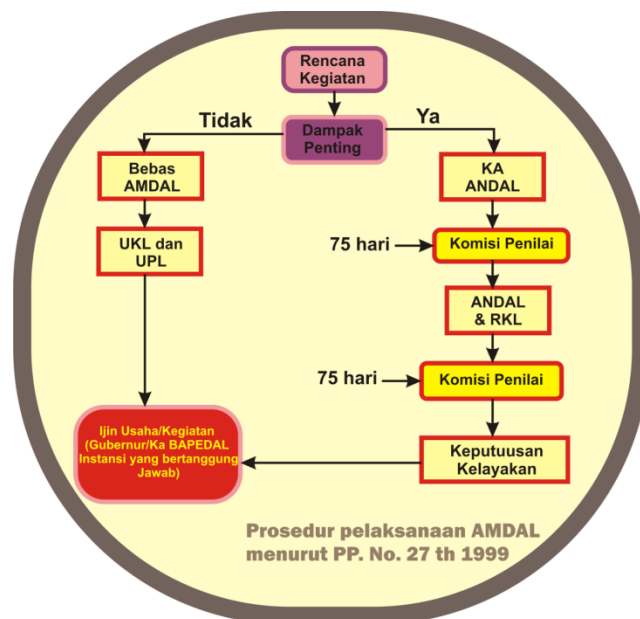 Rencana
Kegiatan
Tidak
Dampak
Penting
Ya
Bebas
AMDAL
KA
ANDAL
UKL dan
UPL
75 hari
Komisi Penilai
ANDAL
& RKL
75 hari
Komisi Penilai
Ijin Usaha/Kegiatan
(Gubernur/Ka BAPEDAL
Instansi yang bertanggung
Jawab)
Keputuusan
Kelayakan
Prosedur pelaksanaan AMDAL
menurut PP. No. 27 th 1999